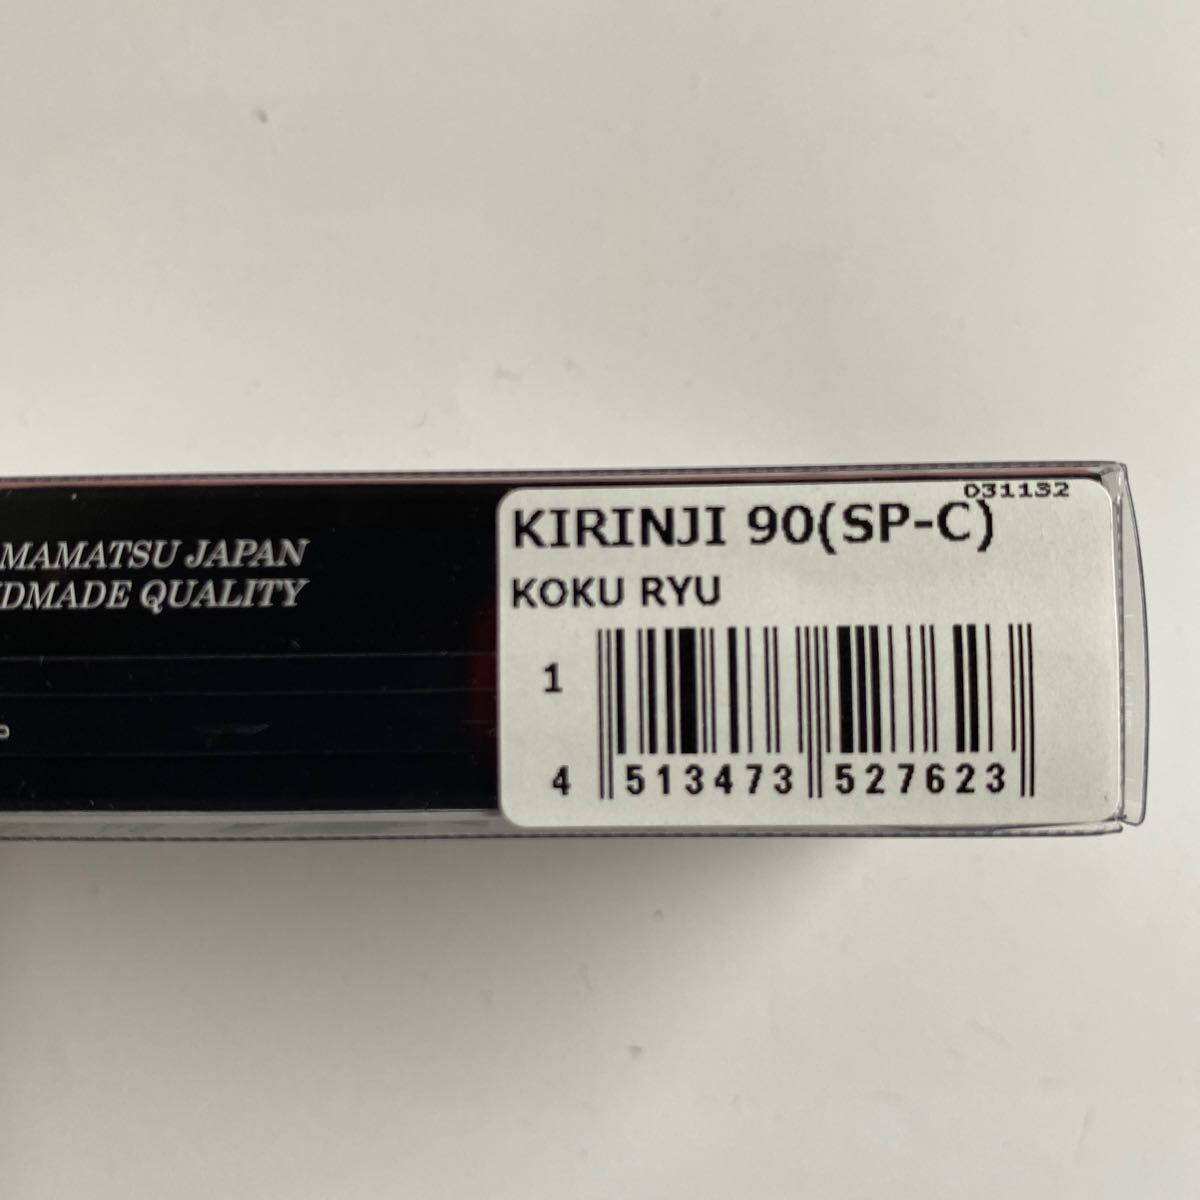 MAMATSU JAPAN
DMADE QUALITY
031132
KIRINJI 90(SP-C)
KOKU RYU
1
4 513473 527623